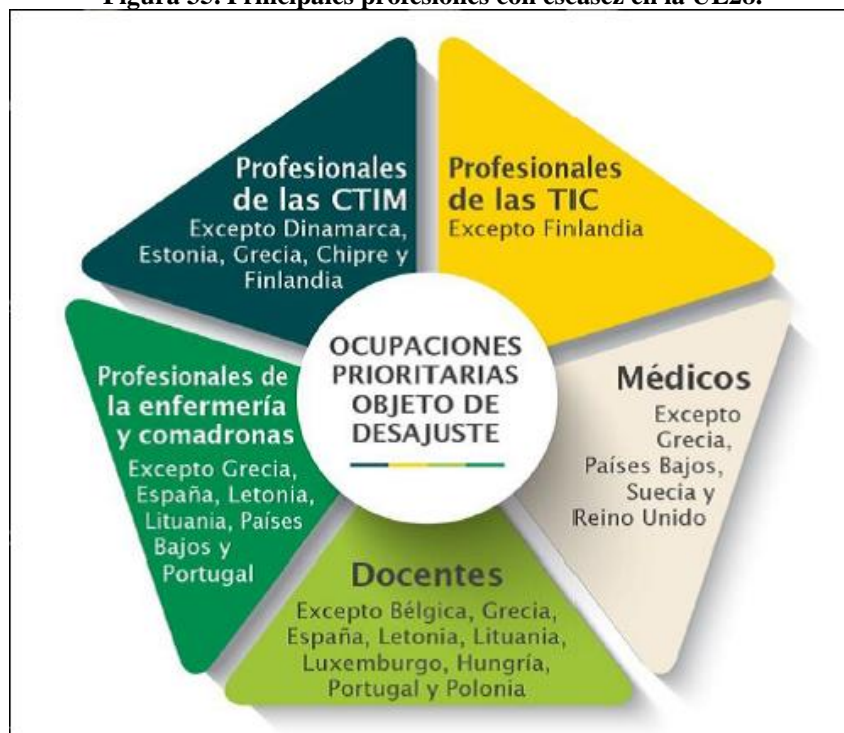 Figura 35. Principales profesiones con escasez en la UE28.
Profesionales
de las CTIM
Excepto Dinamarca,
Estonia, Grecia, Chipre y
Finlandia
Profesionales
de las TIC
Excepto Finlandia
OCUPACIONES
PRIORITARIAS
OBJETO DE
DESAJUSTE
Profesionales de
la enfermería
y comadronas
Excepto Grecia,
España, Letonia,
Lituania, Países
Bajos y
Portugal
Médicos
Excepto
Grecia,
Países Bajos,
Suecia y
Reino Unido
Docentes
Excepto Bélgica, Grecia,
España, Letonia, Lituania,
Luxemburgo, Hungría,
Portugal y Polonia